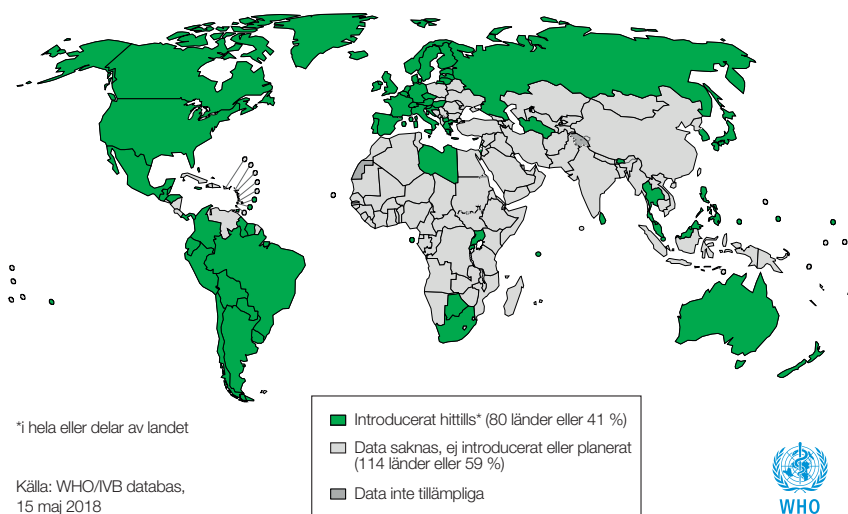 *i hela eller delar av landet
Källa: WHO/IVB databas,
15 maj 2018
Introducerat hittills* (80 länder eller 41 %)
Data saknas, ej introducerat eller planerat
(114 länder eller 59 %)
Data inte tillämpliga
WHO